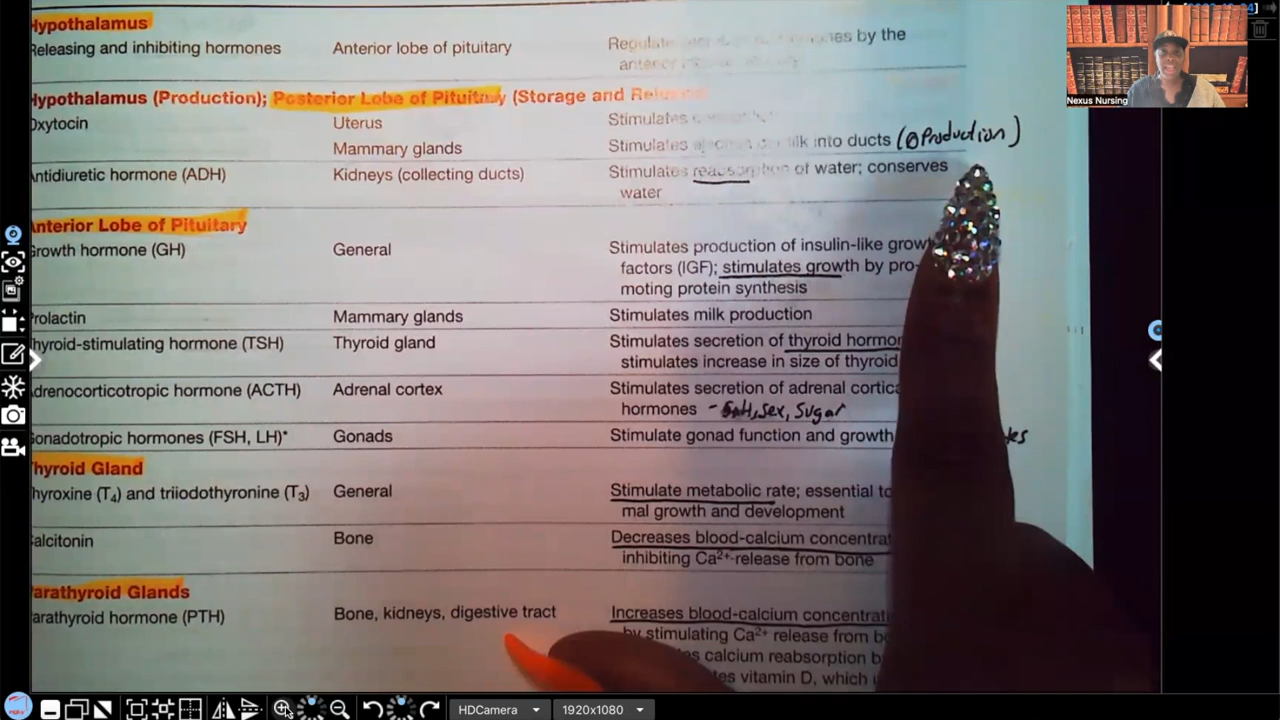 Hypothalamus
Releasing and inhibiting hormones Anterior lobe of pituitary by the
Hypothalamus (Production); Posterior Lobe of Pituitary (Storage and
Oxytocin Uterus Stimulates
Mammary glands Stimulates milk into ducts (0 Production)
Antidiuretic hormone (ADH) Kidneys (collecting ducts) Stimulates reabsorption of water; conserves
water
Anterior Lobe of Pituitary
Growth hormone (GH) General Stimulates production of insulin-like
factors (IGF); stimulates growth by pro-
moting protein synthesis
Prolactin Mammary glands Stimulates milk production
Thyroid-stimulating hormone (TSH) Thyroid gland Stimulates secretion of thyroid
stimulates increase in size of thyroid
Adrenocorticotropic hormone (ACTH) Adrenal cortex Stimulates secretion of adrenal
hormones - Salt, Sex, Sugar
Gonadotropic hormones (FSH, LH)* Gonads Stimulate gonad function and growth
Thyroid Gland
Thyroxine (T4) and triiodothyronine (T3) General Stimulate metabolic rate; essential to
mal growth and development
Calcitonin Bone Decreases blood-calcium
inhibiting Ca2+ release from bone
Parathyroid Glands
Parathyroid hormone (PTH) Bone, kidneys, digestive tract Increases blood-calcium
by stimulating Ca2+ release from
calcium reabsorption
vitamin D, which
Nexus Nursing
HDCamera 1920x1080